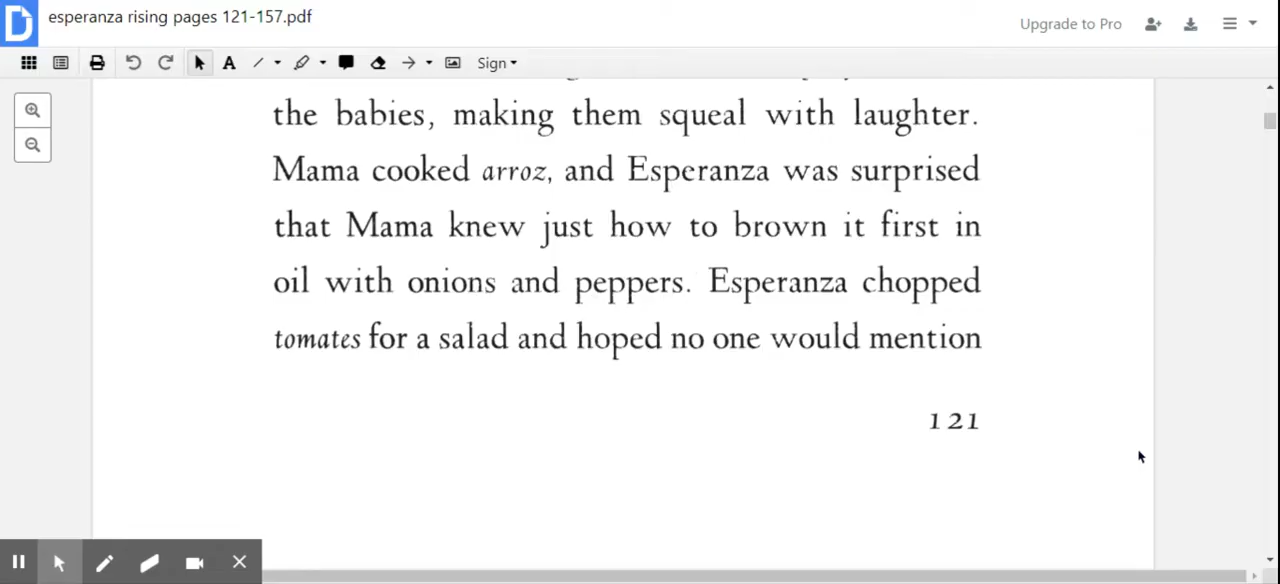 esperanza rising pages 121-157.pdf
Upgrade to Pro
A
Sign
the babies, making them squeal with laughter.
Mama cooked arroz, and Esperanza was surprised
that Mama knew just how to brown it first in
oil with onions and peppers. Esperanza chopped
tomates for a salad and hoped no one would mention
121